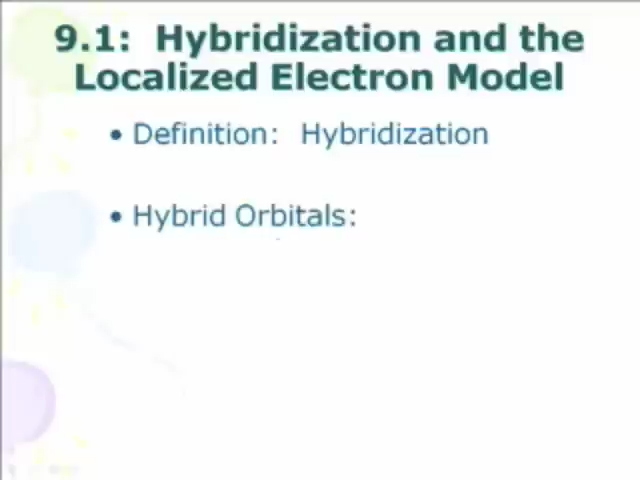 9.1: Hybridization and the
Localized Electron Model
• Definition: Hybridization
• Hybrid Orbitals: